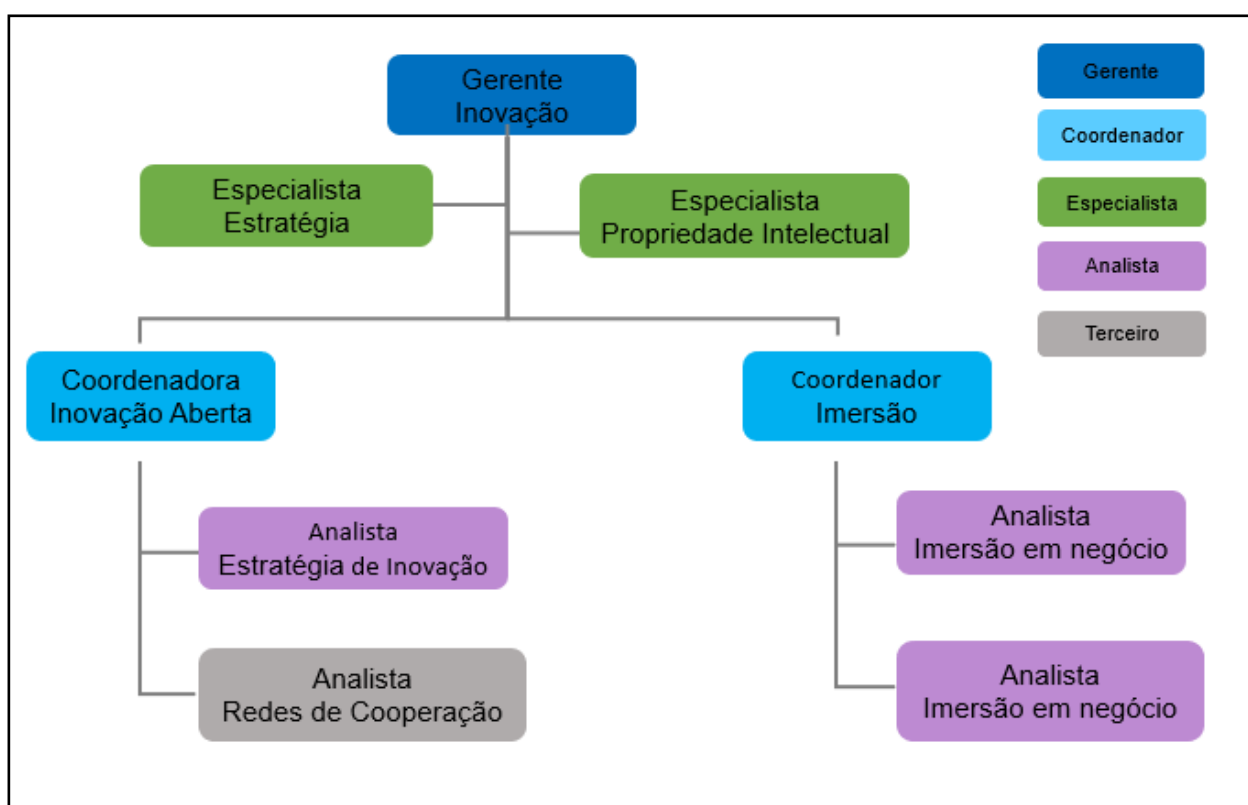 Gerente
Inovação
Especialista
Estratégia
Especialista
Propriedade Intelectual
Coordenadora
Inovação Aberta
Coordenador
Imersão
Analista
Estratégia de Inovação
Analista
Redes de Cooperação
Analista
Imersão em negócio
Analista
Imersão em negócio
Gerente
Coordenador
Especialista
Analista
Terceiro